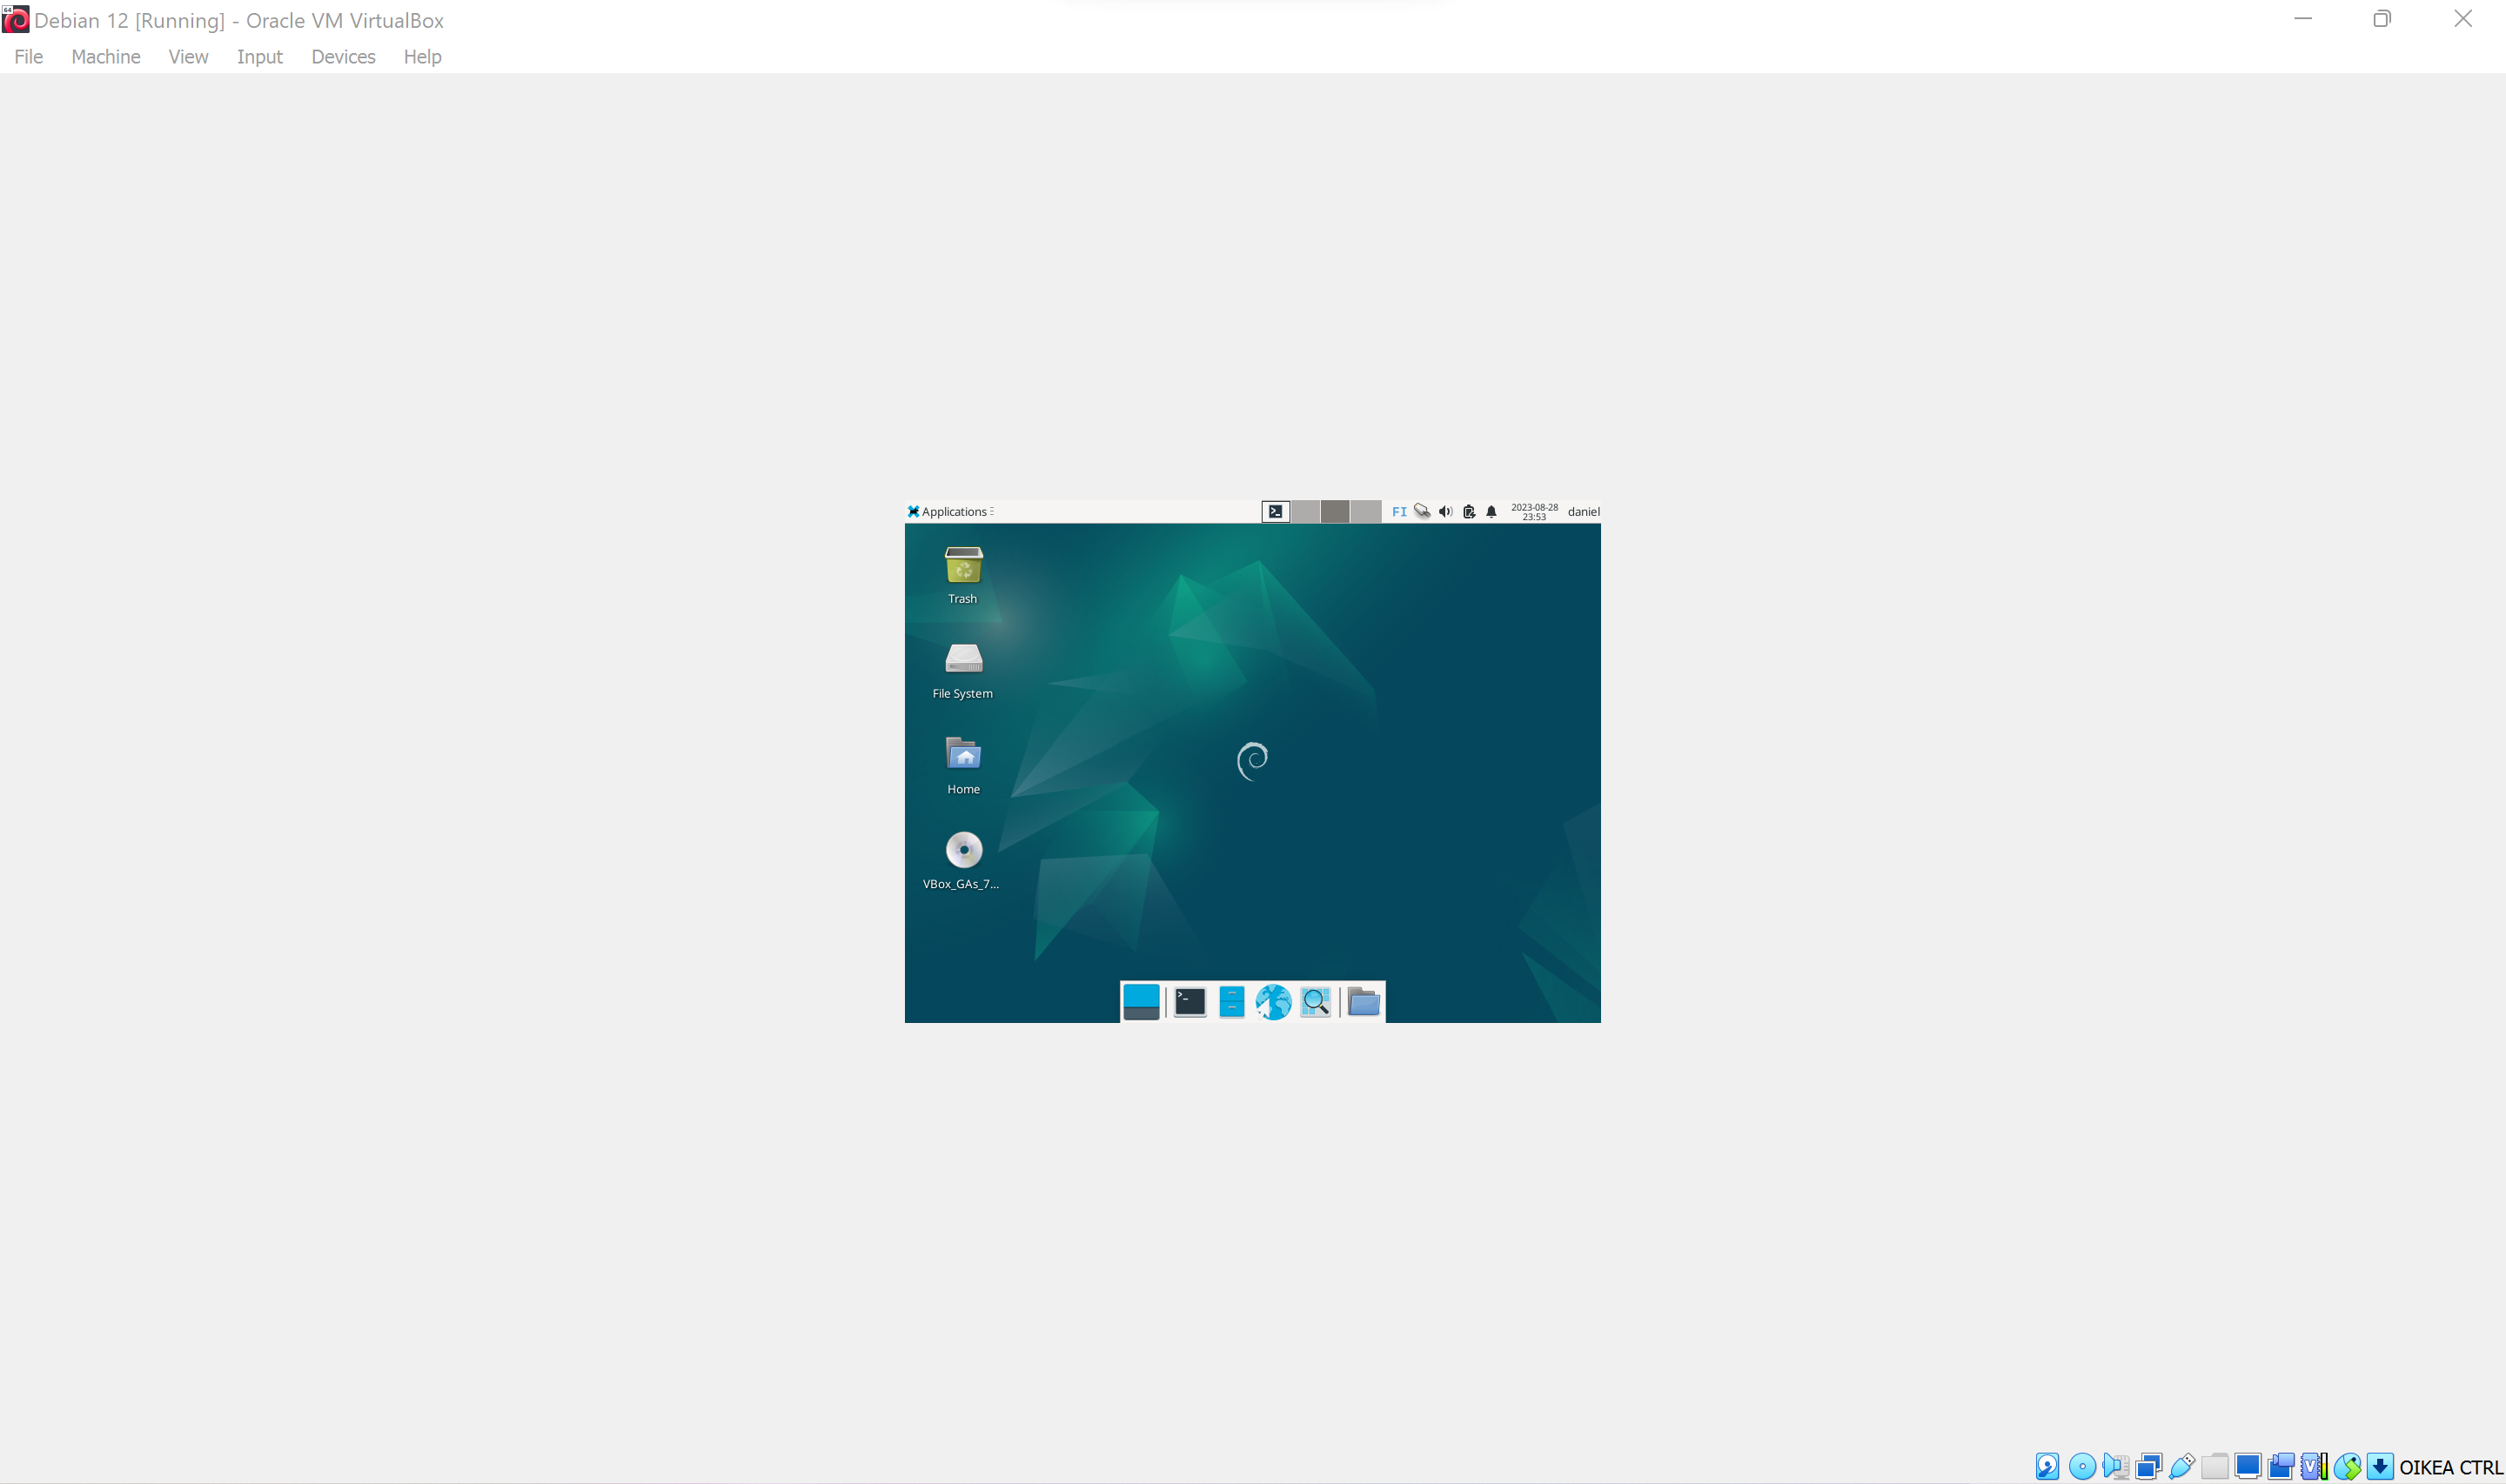 64
Debian 12 [Running] - Oracle VM VirtualBox
File Machine View Input Devices Help
Applications
FI
2023-08-28
23:53
daniel
Trash
File System
Home
VBox_GAs_7...
>_
V
OIKEA CTRL